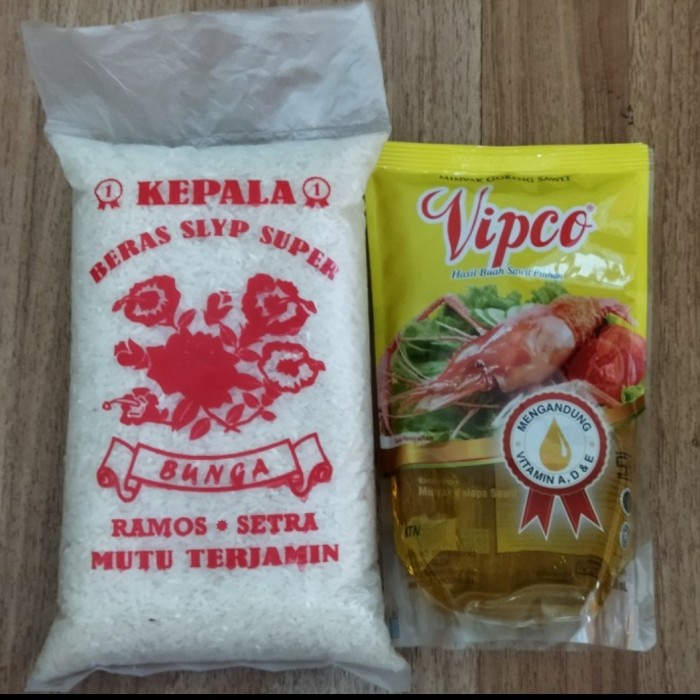 1 KEPALA 1
BERAS SLYP SUPER
BUNGA
RAMOS * SETRA
MUTU TERJAMIN
MINYAK GORENG SAWIT
Vipco®
Hasil Buah Sawit
MENGANDUNG
VITAMIN A, D & E
Sawit